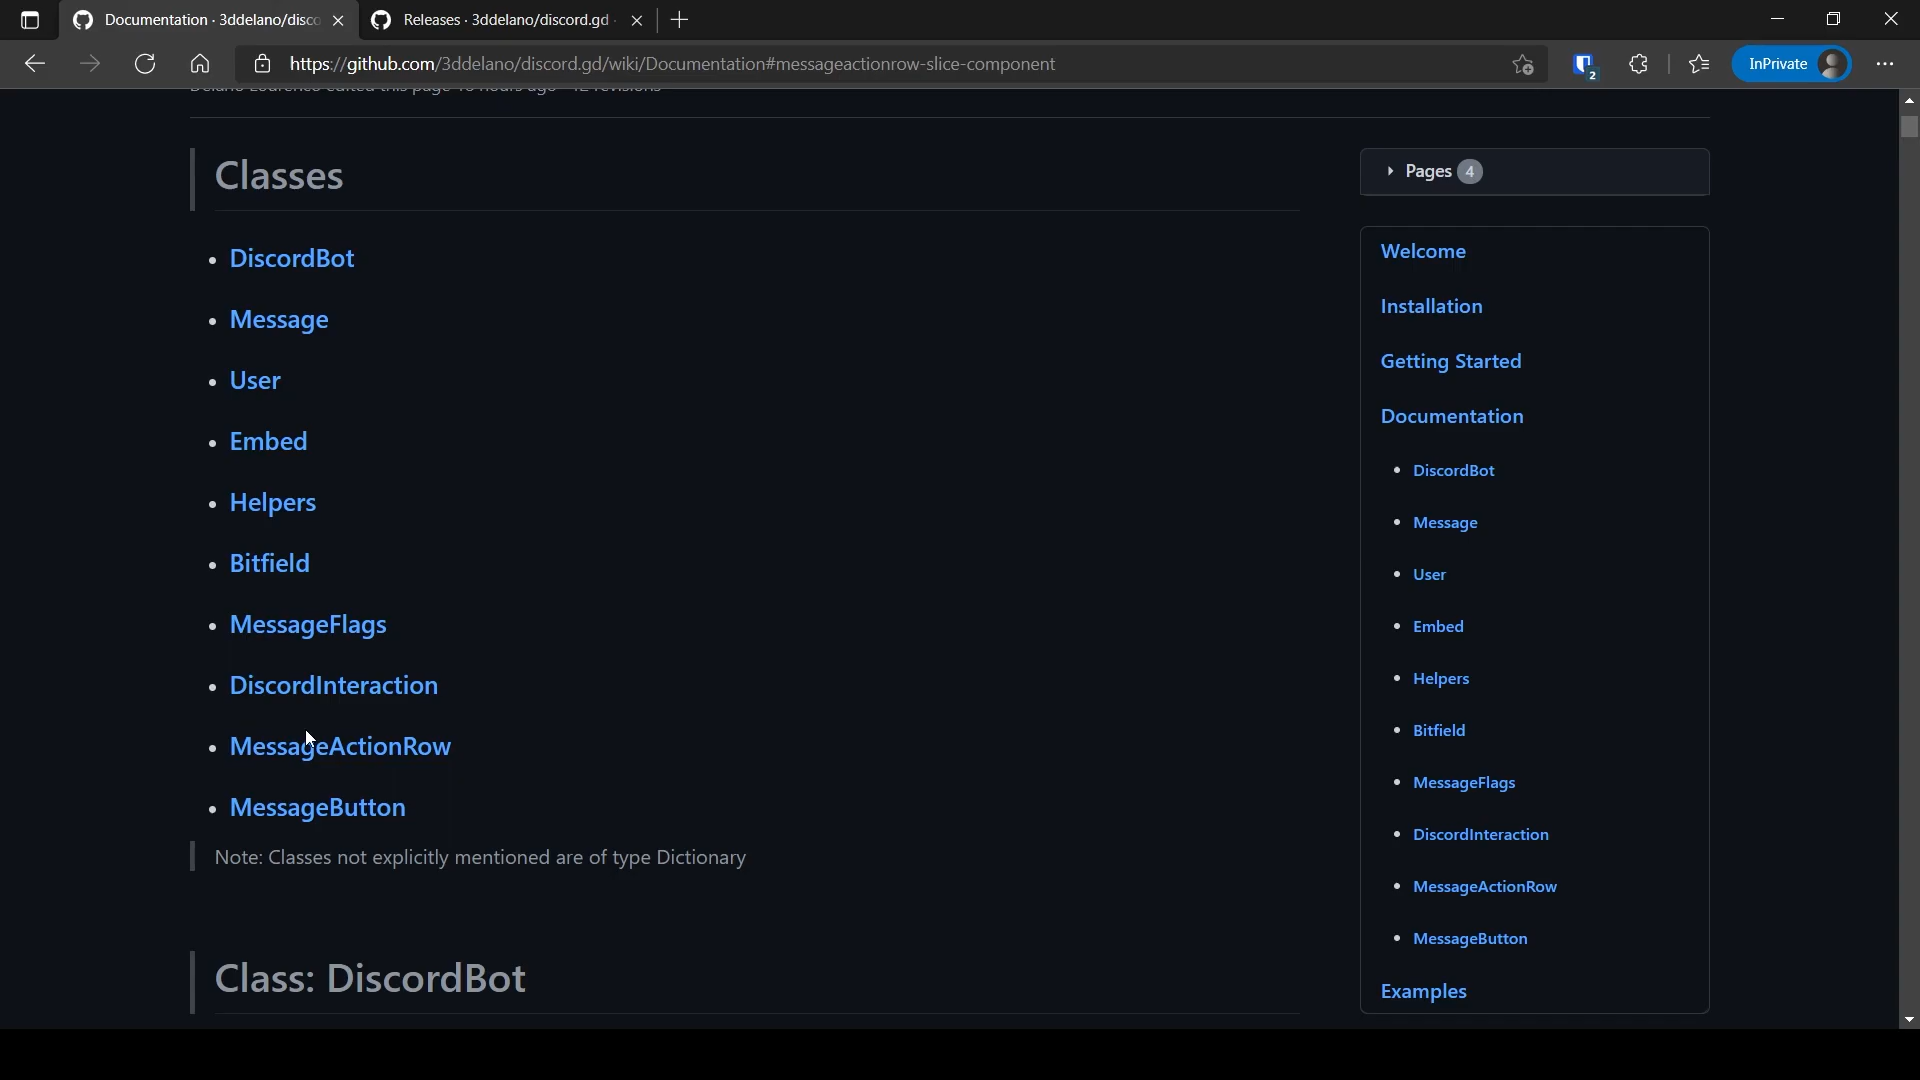 Documentation · 3ddelano/disco
Releases · 3ddelano/discord.gd
https://github.com/3ddelano/discord.gd/wiki/Documentation#messageactionrow-slice-component
2
InPrivate
Classes
DiscordBot
Message
User
Embed
Helpers
Bitfield
MessageFlags
DiscordInteraction
MessageActionRow
MessageButton
Note: Classes not explicitly mentioned are of type Dictionary
Class: DiscordBot
Pages 4
Welcome
Installation
Getting Started
Documentation
DiscordBot
Message
User
Embed
Helpers
Bitfield
MessageFlags
DiscordInteraction
MessageActionRow
MessageButton
Examples